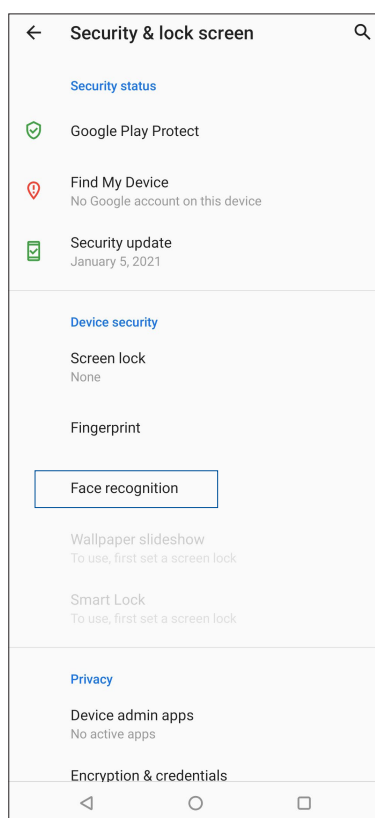 Security & lock screen
Security status
Google Play Protect
Find My Device
No Google account on this device
Security update
January 5, 2021
Device security
Screen lock
None
Fingerprint
Face recognition
Wallpaper slideshow
To use, first set a screen lock
Smart Lock
To use, first set a screen lock
Privacy
Device admin apps
No active apps
Encryption & credentials